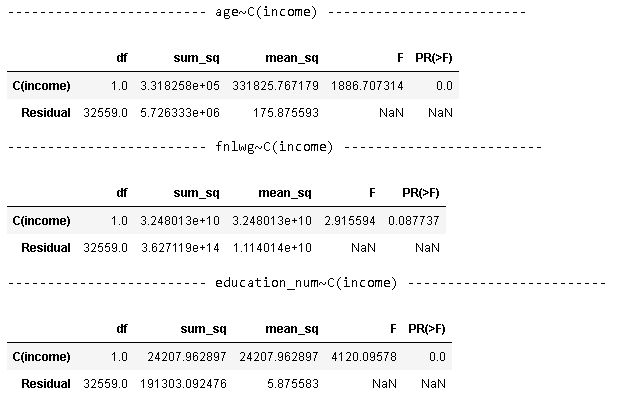 ------------------------- age~C(income) -------------------------
df sum_sq mean_sq F PR(>F)
C(income) 1.0 3.318258e+05 331825.767179 1886.707314 0.0
Residual 32559.0 5.726333e+06 175.875593 NaN NaN
------------------------- fnlwg~C(income) -------------------------
df sum_sq mean_sq F PR(>F)
C(income) 1.0 3.248013e+10 3.248013e+10 2.915594 0.087737
Residual 32559.0 3.627119e+14 1.114014e+10 NaN NaN
------------------------- education_num~C(income) -------------------------
df sum_sq mean_sq F PR(>F)
C(income) 1.0 24207.962897 24207.962897 4120.09578 0.0
Residual 32559.0 191303.092476 5.875583 NaN NaN